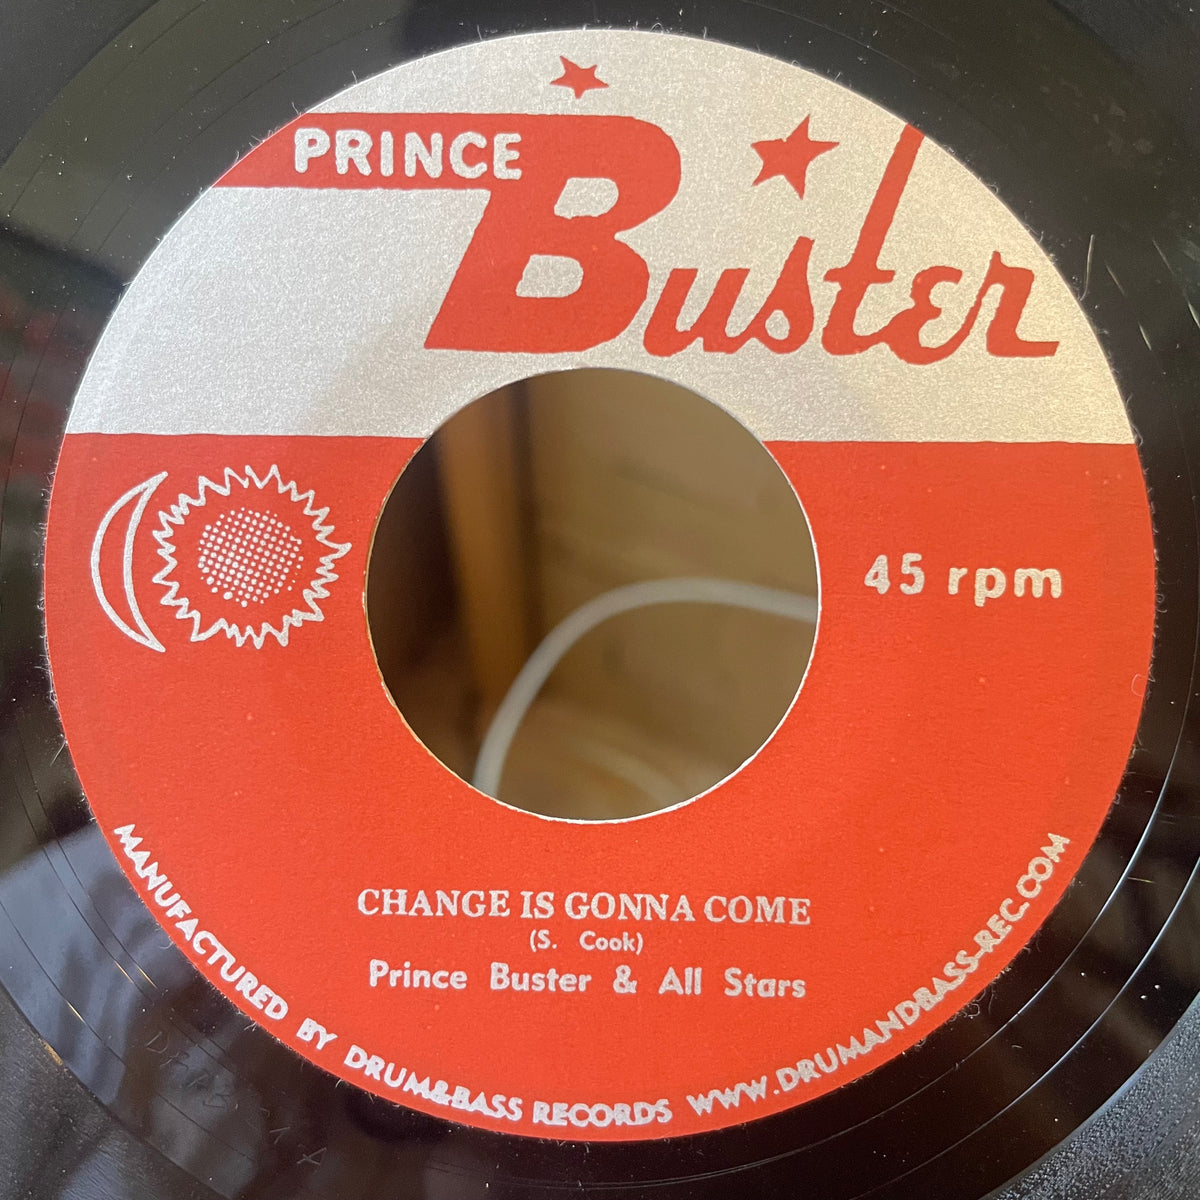 PRINCE
Buster
45 rpm
CHANGE IS GONNA COME
(S. Cook)
Prince Buster & All Stars
MANUFACTURED BY DRUM&BASS RECORDS WWW.DRUMANDBASS-REC.COM